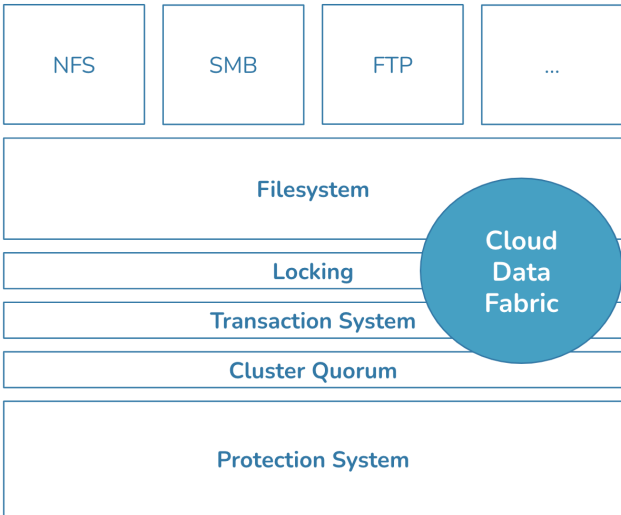 NFS
SMB
FTP
...
Filesystem
Cloud
Data
Fabric
Locking
Transaction System
Cluster Quorum
Protection System